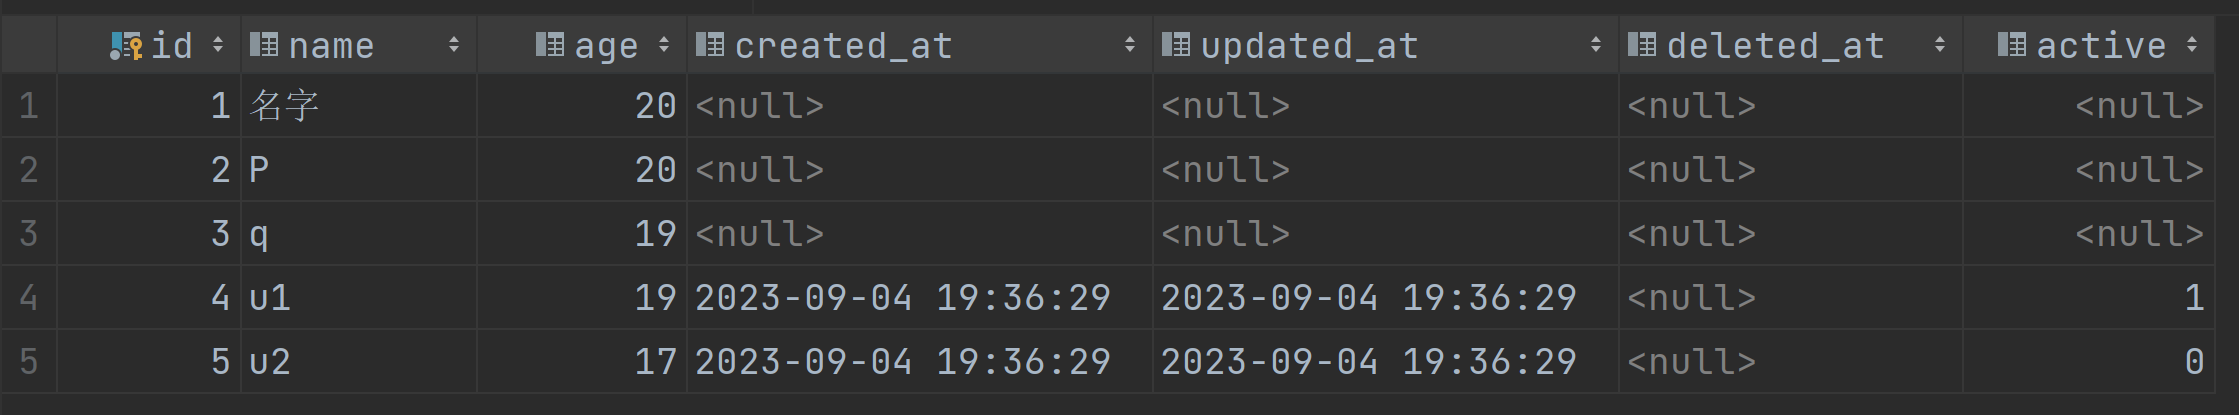 id name age created_at updated_at deleted_at active
1 1 名字 20 <null> <null> <null> <null>
2 2 P 20 <null> <null> <null> <null>
3 3 q 19 <null> <null> <null> <null>
4 4 u1 19 2023-09-04 19:36:29 2023-09-04 19:36:29 <null> 1
5 5 u2 17 2023-09-04 19:36:29 2023-09-04 19:36:29 <null> 0